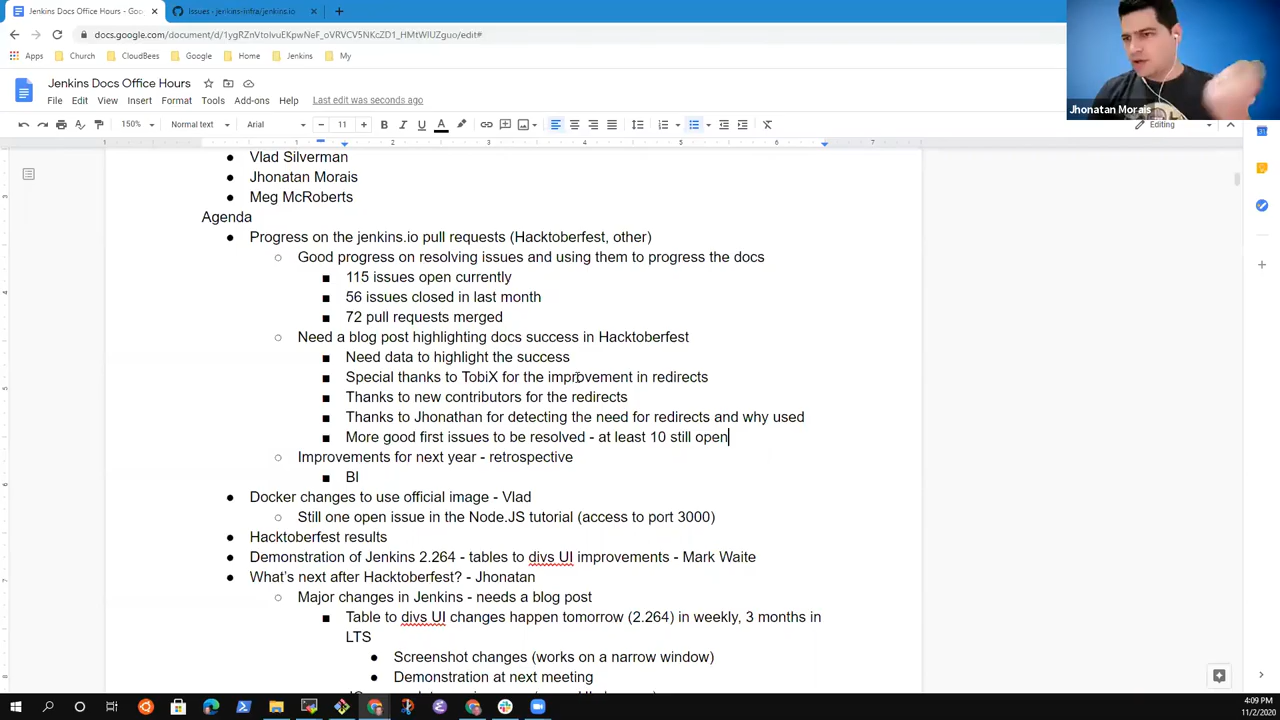 Jenkins Docs Office Hours - Goo
Issues · jenkins-infra/jenkins.io
docs.google.com/document/d/1ygRZnVtoIvuEKpwNeF_oVRVCV5NKcZD1_HMtWlUZguo/edit#
Apps Church CloudBees Google Home Jenkins My
Jenkins Docs Office Hours
File Edit View Insert Format Tools Add-ons Help Last edit was seconds ago
150% Normal text Arial 11 Editing
Jhonatan Morais
1 1 2 3 4 5 6 7
Vlad Silverman
Jhonatan Morais
Meg McRoberts
Agenda
Progress on the jenkins.io pull requests (Hacktoberfest, other)
Good progress on resolving issues and using them to progress the docs
115 issues open currently
56 issues closed in last month
72 pull requests merged
Need a blog post highlighting docs success in Hacktoberfest
Need data to highlight the success
Special thanks to TobiX for the improvement in redirects
Thanks to new contributors for the redirects
Thanks to Jhonathan for detecting the need for redirects and why used
More good first issues to be resolved - at least 10 still open
Improvements for next year - retrospective
Bl
Docker changes to use official image - Vlad
Still one open issue in the Node.JS tutorial (access to port 3000)
Hacktoberfest results
Demonstration of Jenkins 2.264 - tables to divs UI improvements - Mark Waite
What's next after Hacktoberfest? - Jhonatan
Major changes in Jenkins - needs a blog post
Table to divs UI changes happen tomorrow (2.264) in weekly, 3 months in
LTS
Screenshot changes (works on a narrow window)
Demonstration at next meeting
4:09 PM
11/2/2020